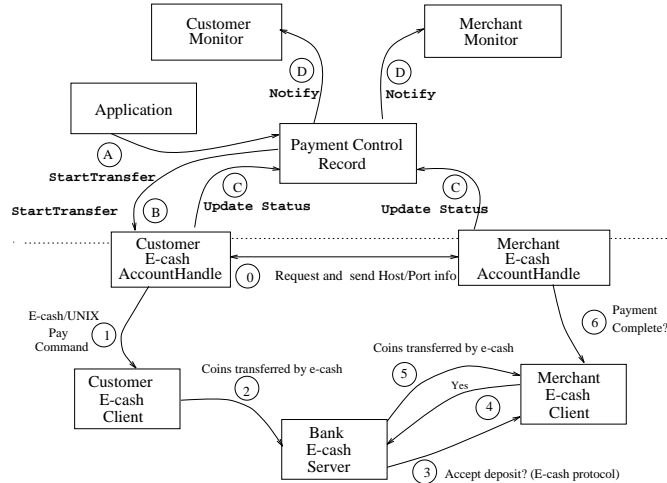 Customer
Monitor
Merchant
Monitor
D
Notify
D
Notify
Application
Payment Control
Record
A
StartTransfer
StartTransfer
B
C
Update Status
C
Update Status
Customer
E-cash
AccountHandle
0
Request and send Host/Port info
Merchant
E-cash
AccountHandle
E-cash/UNIX
Pay
Command
1
6
Payment
Complete?
Customer
E-cash
Client
Coins transferred by e-cash
2
Coins transferred by e-cash
5
Yes
4
Merchant
E-cash
Client
Bank
E-cash
Server
3
Accept deposit? (E-cash protocol)